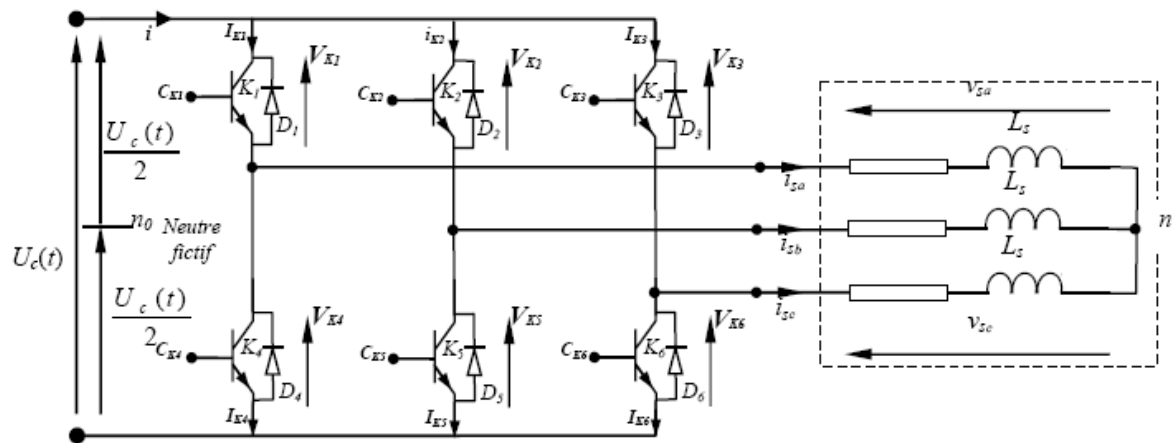 i
I_K1
i_K2
I_K3
V_K1
V_K2
V_K3
C_K1
K_1
D_1
C_K2
K_2
D_2
C_K3
K_3
D_3
v_sa
L_s
U_c(t)
2
i_sa
L_s
n_0 Neutre
fictif
i_sb
L_s
n
U_c(t)
U_c(t)
2
i_sc
v_sc
V_K4
V_K5
V_K6
C_K4
K_4
D_4
C_K5
K_5
D_5
C_K6
K_6
D_6
I_K4
I_K5
I_K6